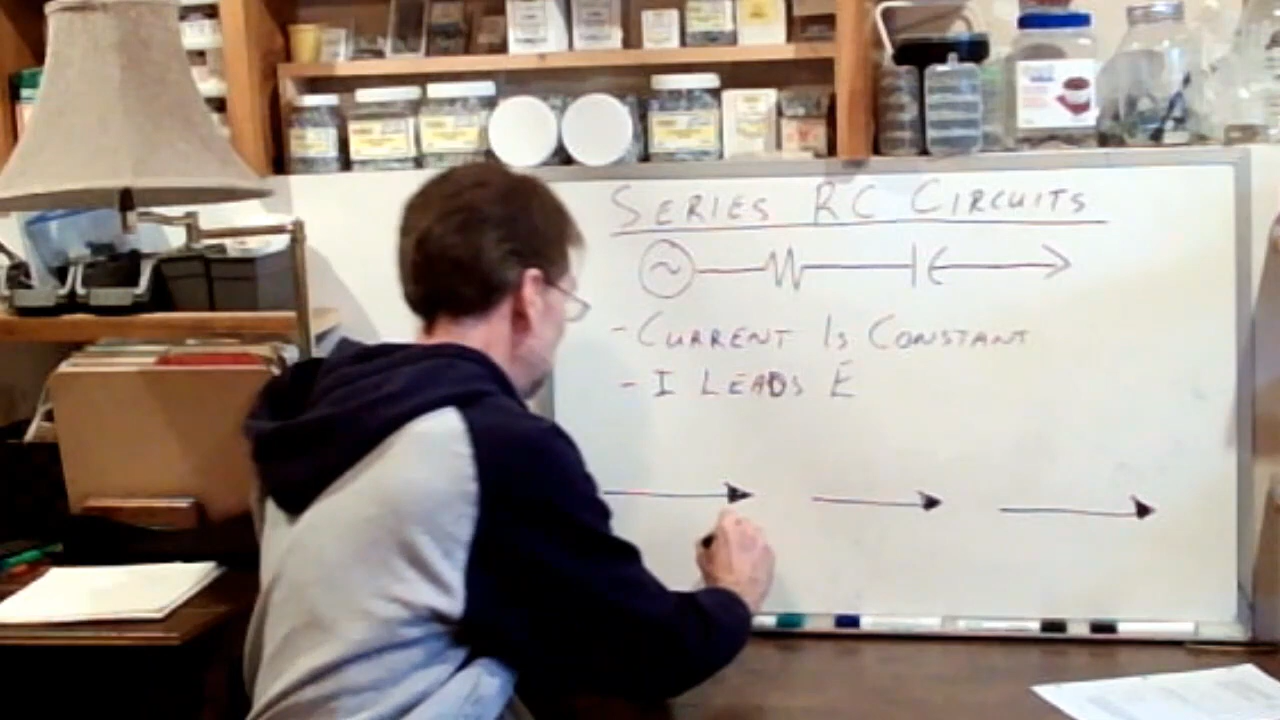 SERIES RC CIRCUITS
- CURRENT IS CONSTANT
- I LEADS E